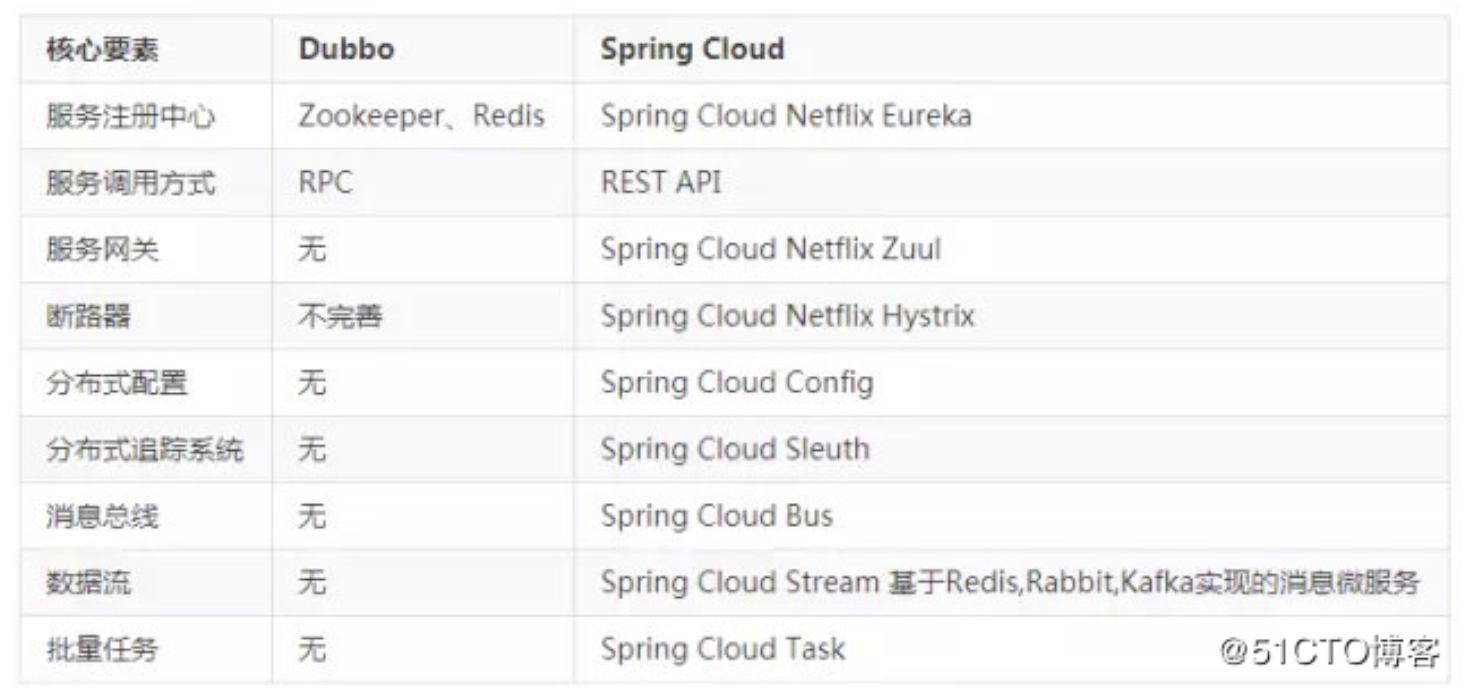 核心要素 Dubbo Spring Cloud
服务注册中心 Zookeeper、Redis Spring Cloud Netflix Eureka
服务调用方式 RPC REST API
服务网关 无 Spring Cloud Netflix Zuul
断路器 不完善 Spring Cloud Netflix Hystrix
分布式配置 无 Spring Cloud Config
分布式追踪系统 无 Spring Cloud Sleuth
消息总线 无 Spring Cloud Bus
数据流 无 Spring Cloud Stream 基于Redis,Rabbit,Kafka实现的消息微服务
批量任务 无 Spring Cloud Task
@51CTO博客